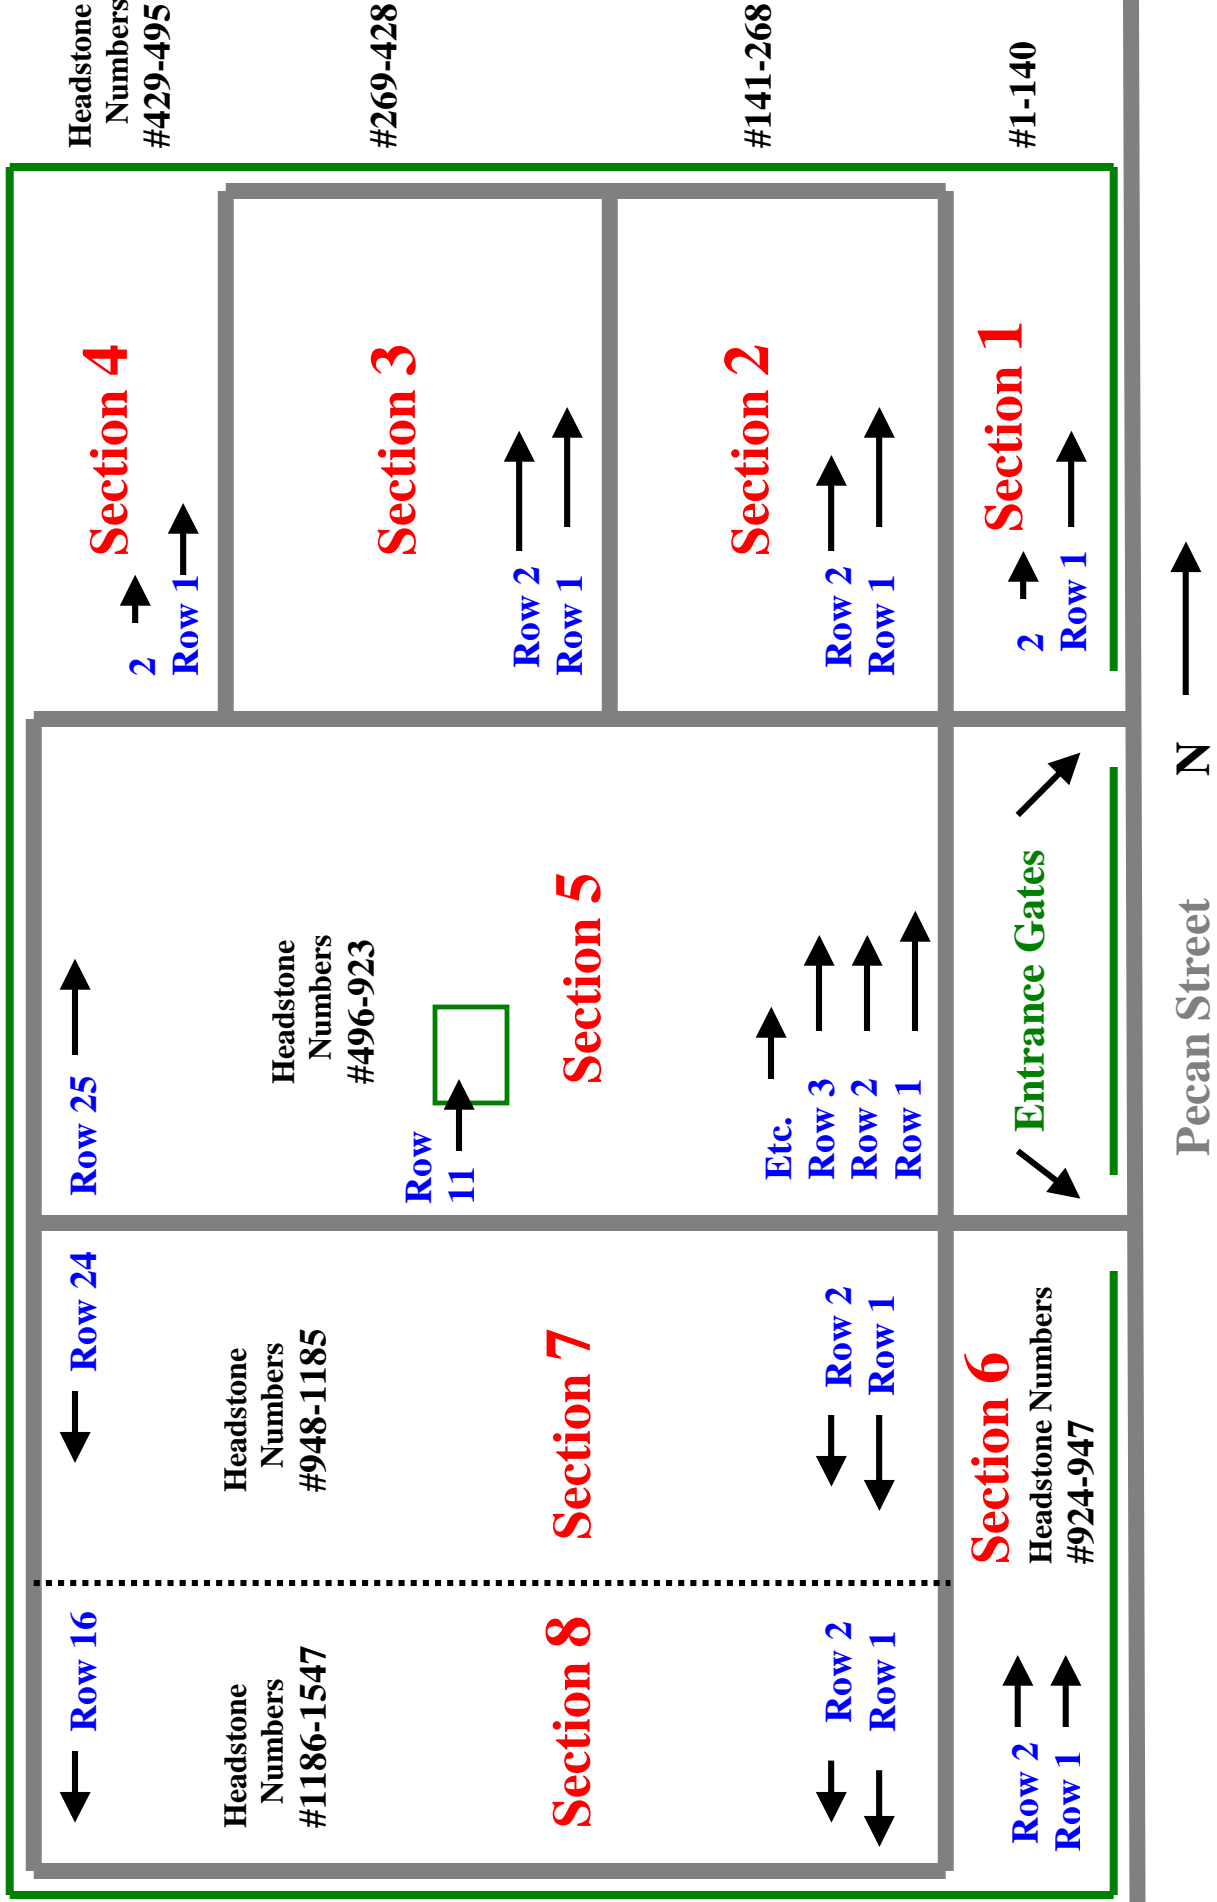 Headstone
Numbers
#429-495
#269-428
#141-268
#1-140
Section 4
2
Row 1
Section 3
Row 2
Row 1
Section 2
Row 2
Row 1
Section 1
2
Row 1
Row 25
Headstone
Numbers
#496-923
Row
11
Section 5
Etc.
Row 3
Row 2
Row 1
Entrance Gates
Pecan Street
N
Row 24
Headstone
Numbers
#948-1185
Section 7
Row 2
Row 1
Section 6
Headstone Numbers
#924-947
Row 2
Row 1
Row 16
Headstone
Numbers
#1186-1547
Section 8
Row 2
Row 1